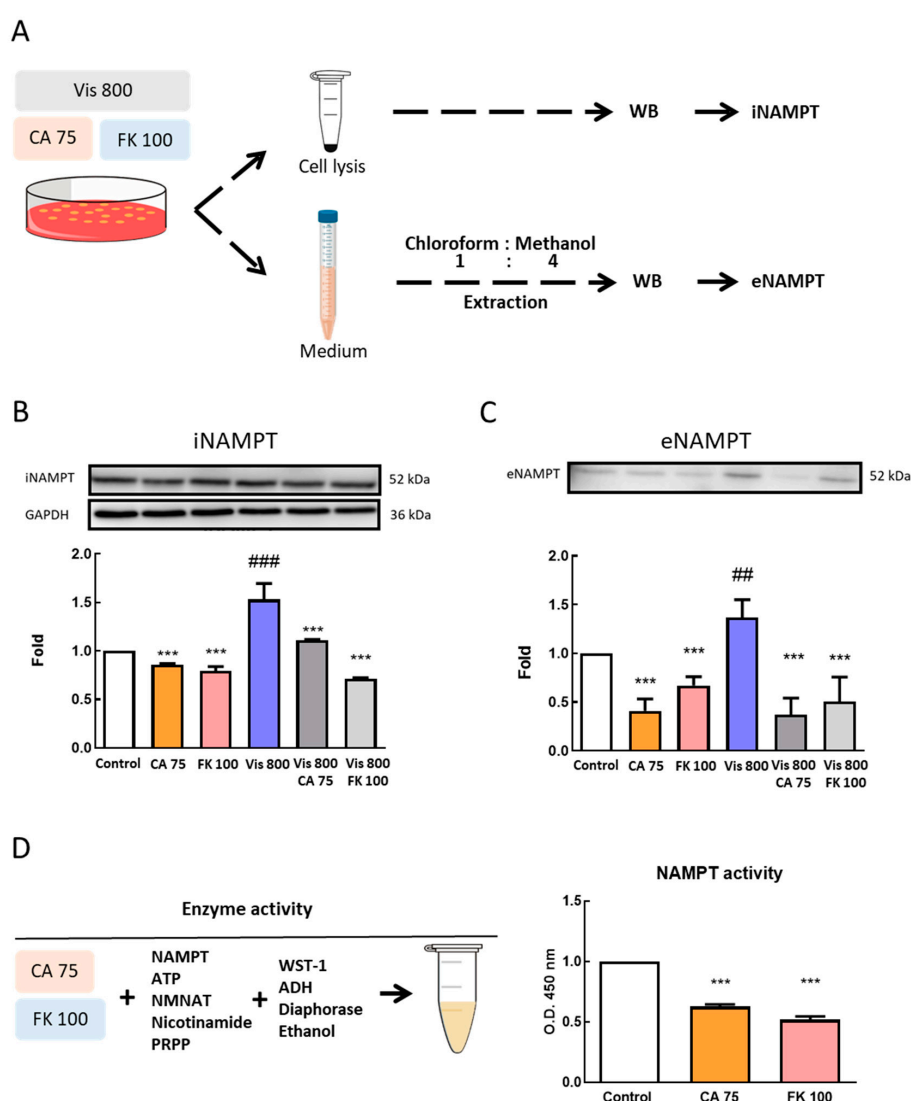 A
Vis 800
CA 75
FK 100
Cell lysis
WB
iNAMPT
Chloroform : Methanol
1 : 4
Extraction
Medium
WB
eNAMPT
B
iNAMPT
iNAMPT
52 kDa
GAPDH
36 kDa
Fold
2.0
1.5
1.0
0.5
0.0
###
***
***
***
***
Control
CA 75
FK 100
Vis 800
Vis 800
CA 75
Vis 800
FK 100
C
eNAMPT
eNAMPT
52 kDa
Fold
2.0
1.5
1.0
0.5
0.0
##
***
***
***
***
Control
CA 75
FK 100
Vis 800
Vis 800
CA 75
Vis 800
FK 100
D
Enzyme activity
CA 75
FK 100
+
NAMPT
ATP
NMNAT
Nicotinamide
PRPP
+
WST-1
ADH
Diaphorase
Ethanol
NAMPT activity
O.D. 450 nm
1.5
1.0
0.5
0.0
***
***
Control
CA 75
FK 100